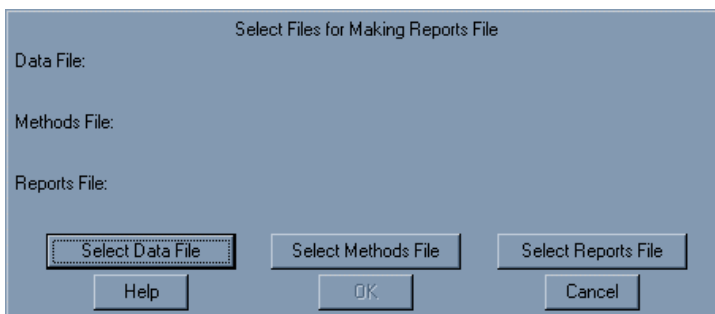 Select Files for Making Reports File
Data File:
Methods File:
Reports File:
Select Data File Select Methods File Select Reports File
Help OK Cancel